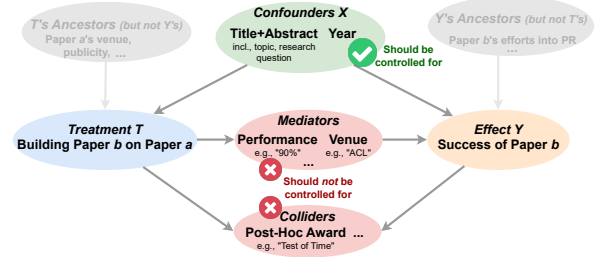 T's Ancestors (but not Y's)
Paper a's venue,
publicity, ...
Confounders X
Title+Abstract Year
incl., topic, research
question
Should be
controlled for
Y's Ancestors (but not T's)
Paper b's efforts into PR
...
Treatment T
Building Paper b on Paper a
Mediators
Performance Venue
e.g., "90%" e.g., "ACL"
...
Should not be
controlled for
Effect Y
Success of Paper b
Colliders
Post-Hoc Award ...
e.g., "Test of Time"